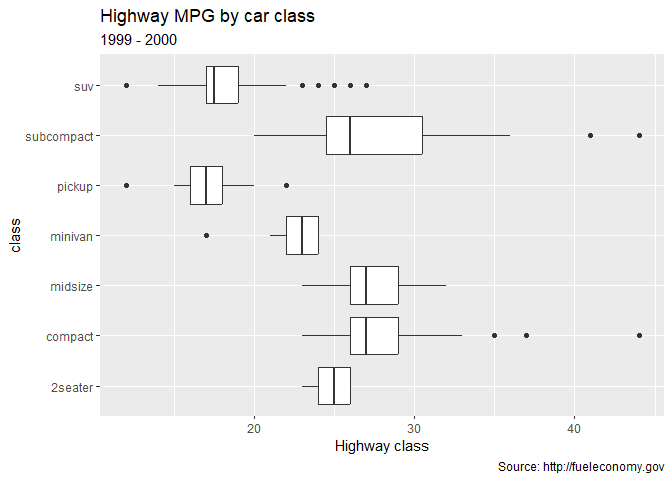 Highway MPG by car class
1999 - 2000
suv
subcompact
pickup
minivan
midsize
compact
2seater
class
20 30 40
Highway class
Source: http://fueleconomy.gov